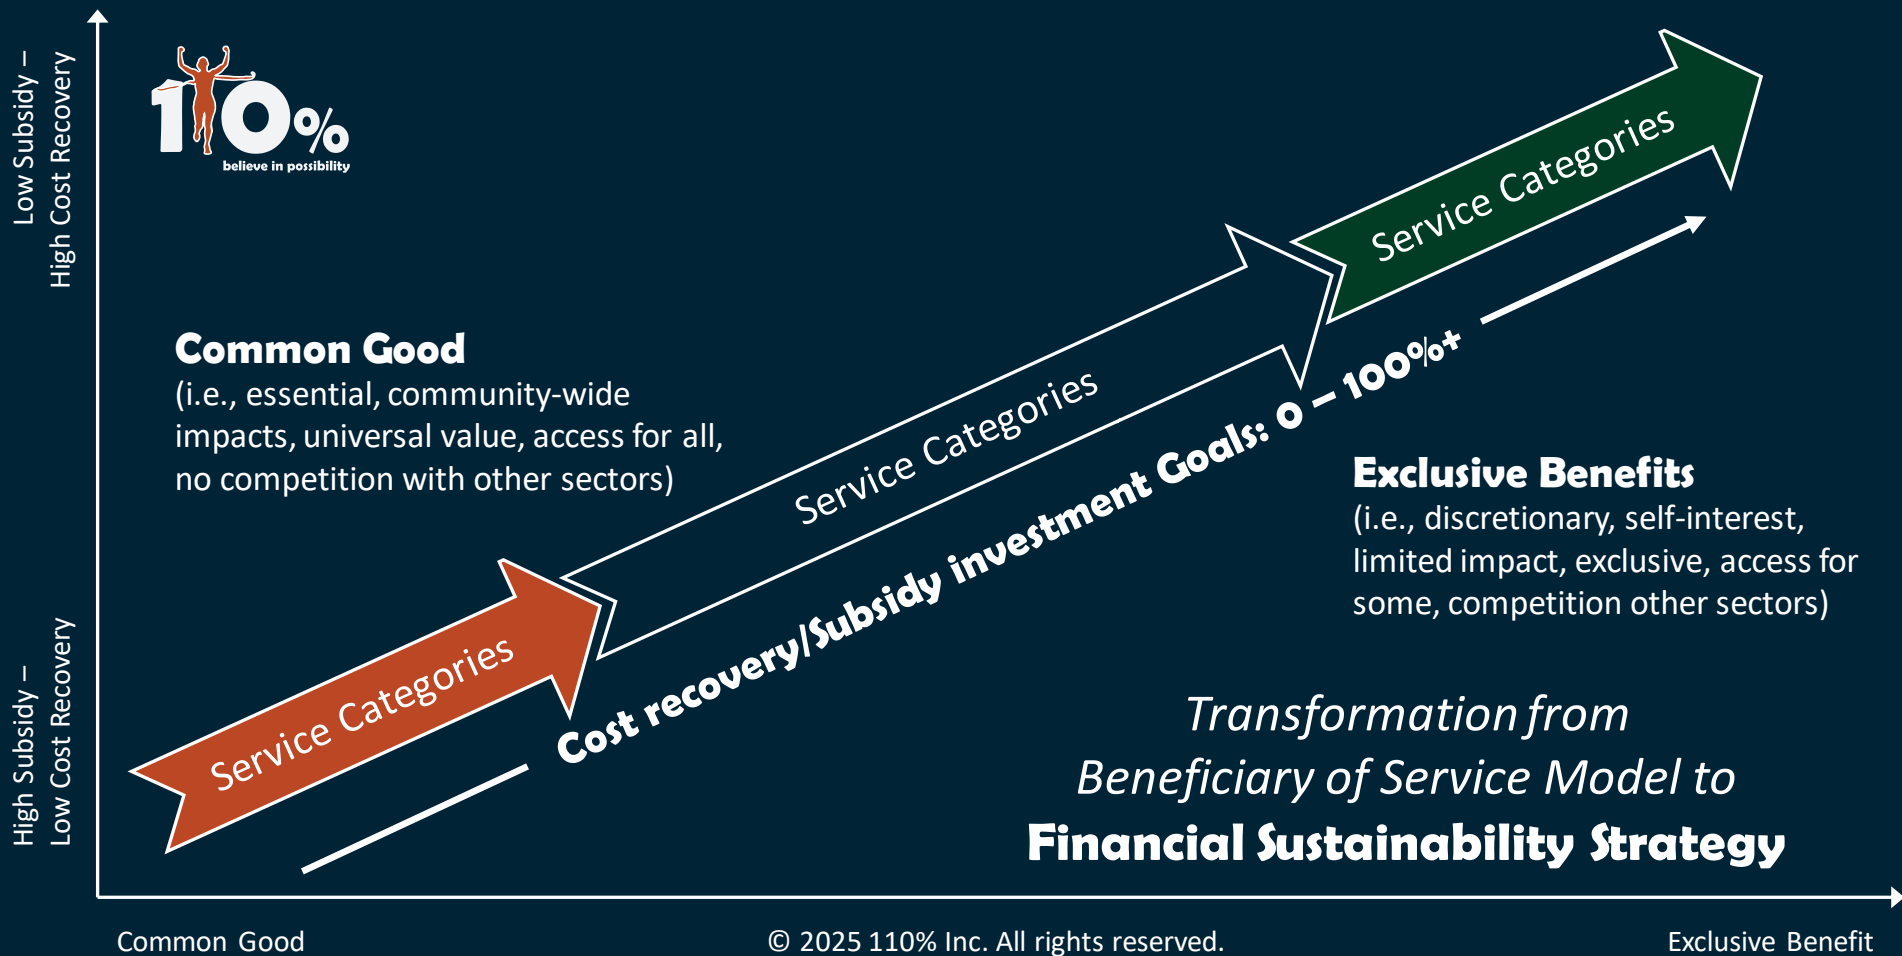 Low Subsidy –
High Cost Recovery
110%
believe in possibility
Service Categories
Common Good
(i.e., essential, community-wide
impacts, universal value, access for all,
no competition with other sectors)
Service Categories
Cost recovery/Subsidy investment Goals: 0 – 100%+
Exclusive Benefits
(i.e., discretionary, self-interest,
limited impact, exclusive, access for
some, competition other sectors)
Service Categories
High Subsidy –
Low Cost Recovery
Transformation from
Beneficiary of Service Model to
Financial Sustainability Strategy
Common Good
© 2025 110% Inc. All rights reserved.
Exclusive Benefit